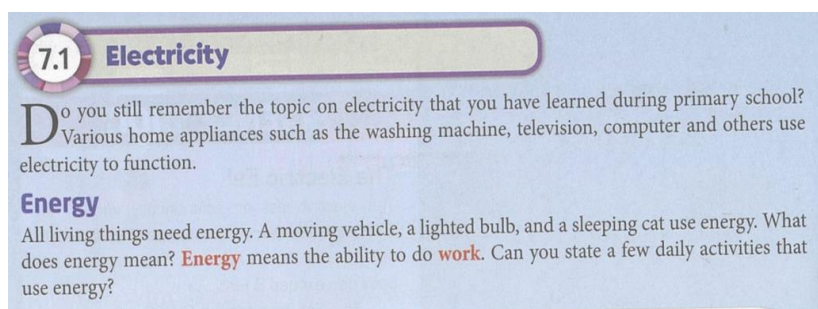 7.1 Electricity
Do you still remember the topic on electricity that you have learned during primary school?
Various home appliances such as the washing machine, television, computer and others use
electricity to function.
Energy
All living things need energy. A moving vehicle, a lighted bulb, and a sleeping cat use energy. What
does energy mean? Energy means the ability to do work. Can you state a few daily activities that
use energy?